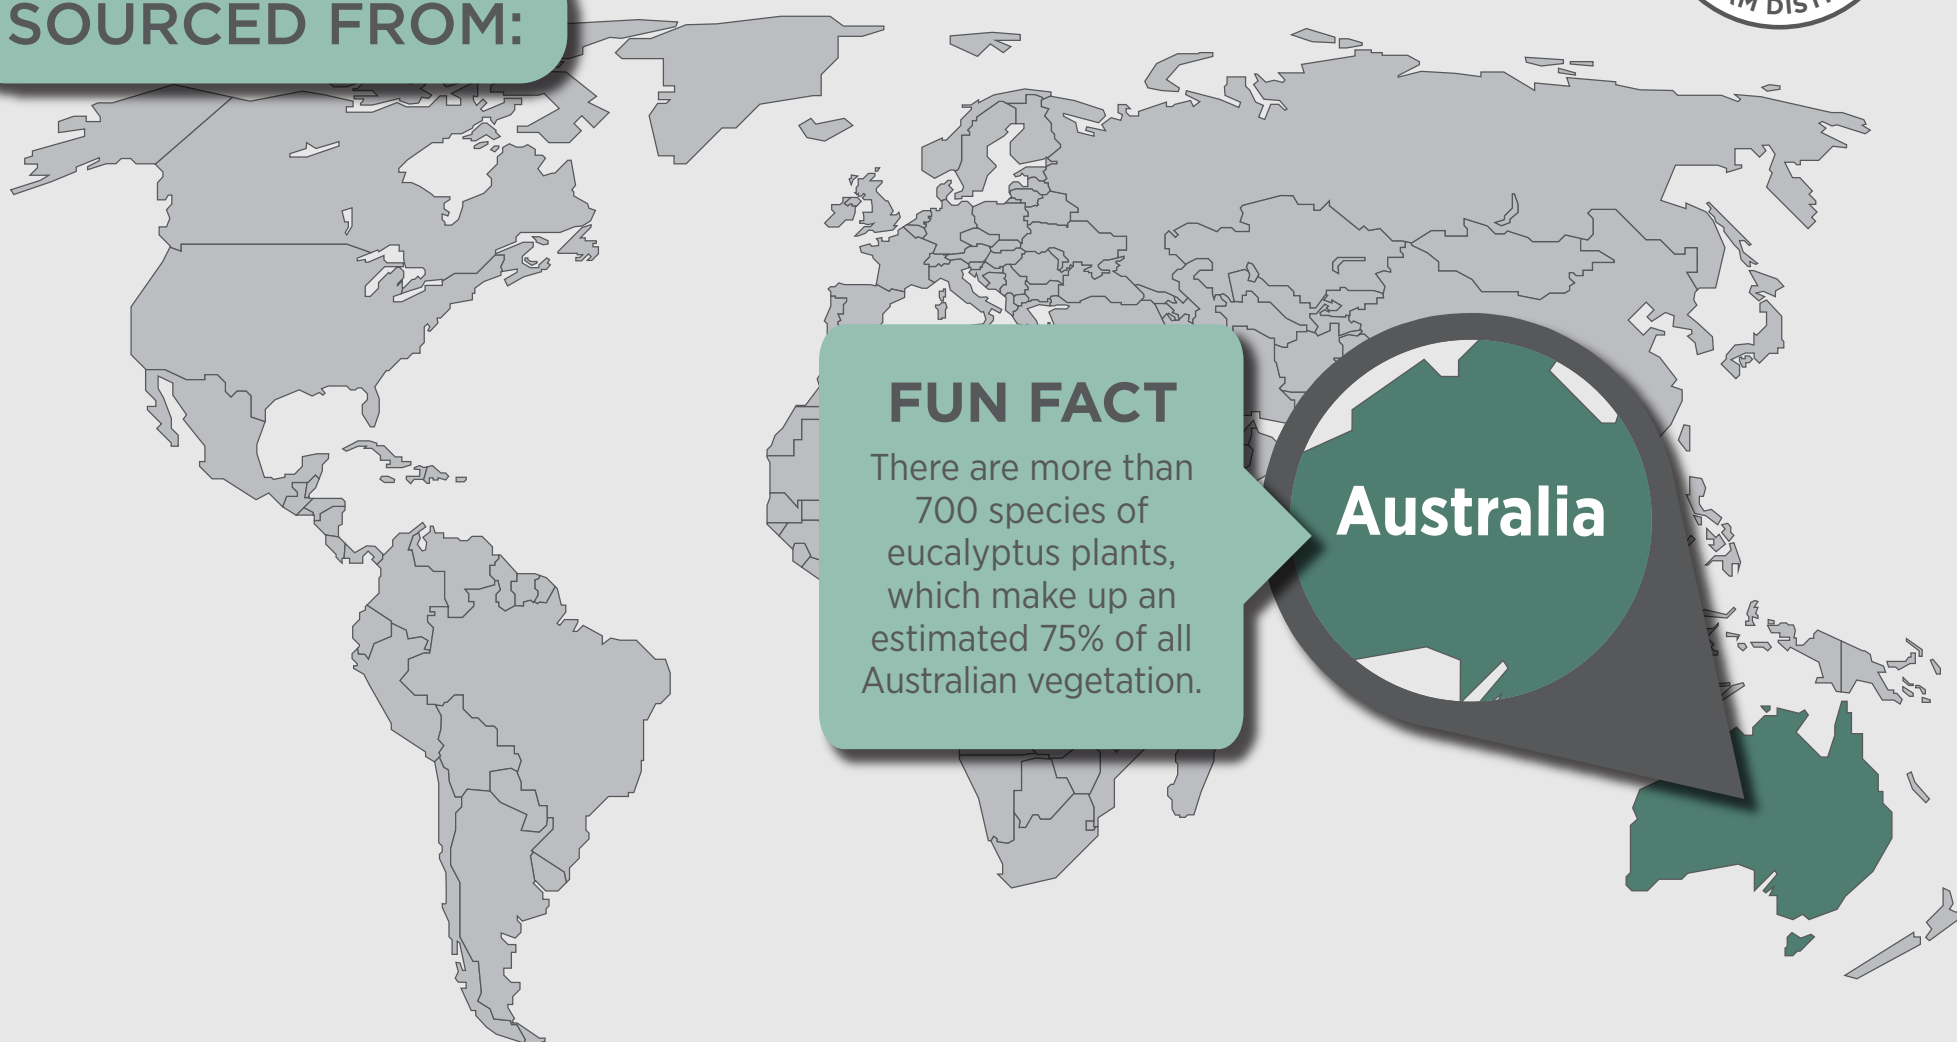 SOURCED FROM:
FUN FACT
There are more than
700 species of
eucalyptus plants,
which make up an
estimated 75% of all
Australian vegetation.
Australia